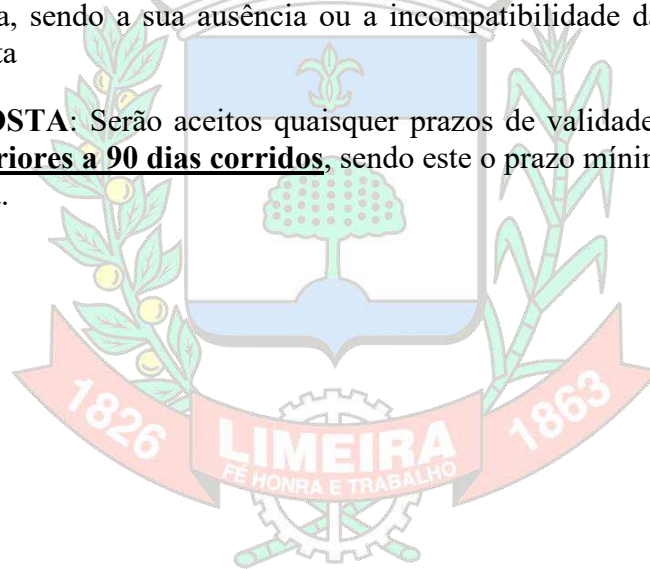 a, sendo a sua ausência ou a incompatibilidade da
ta
OSTA: Serão aceitos quaisquer prazos de validade
riores a 90 dias corridos, sendo este o prazo mínim
.
1826
LIMEIRA
1863
FÉ HONRA E TRABALHO